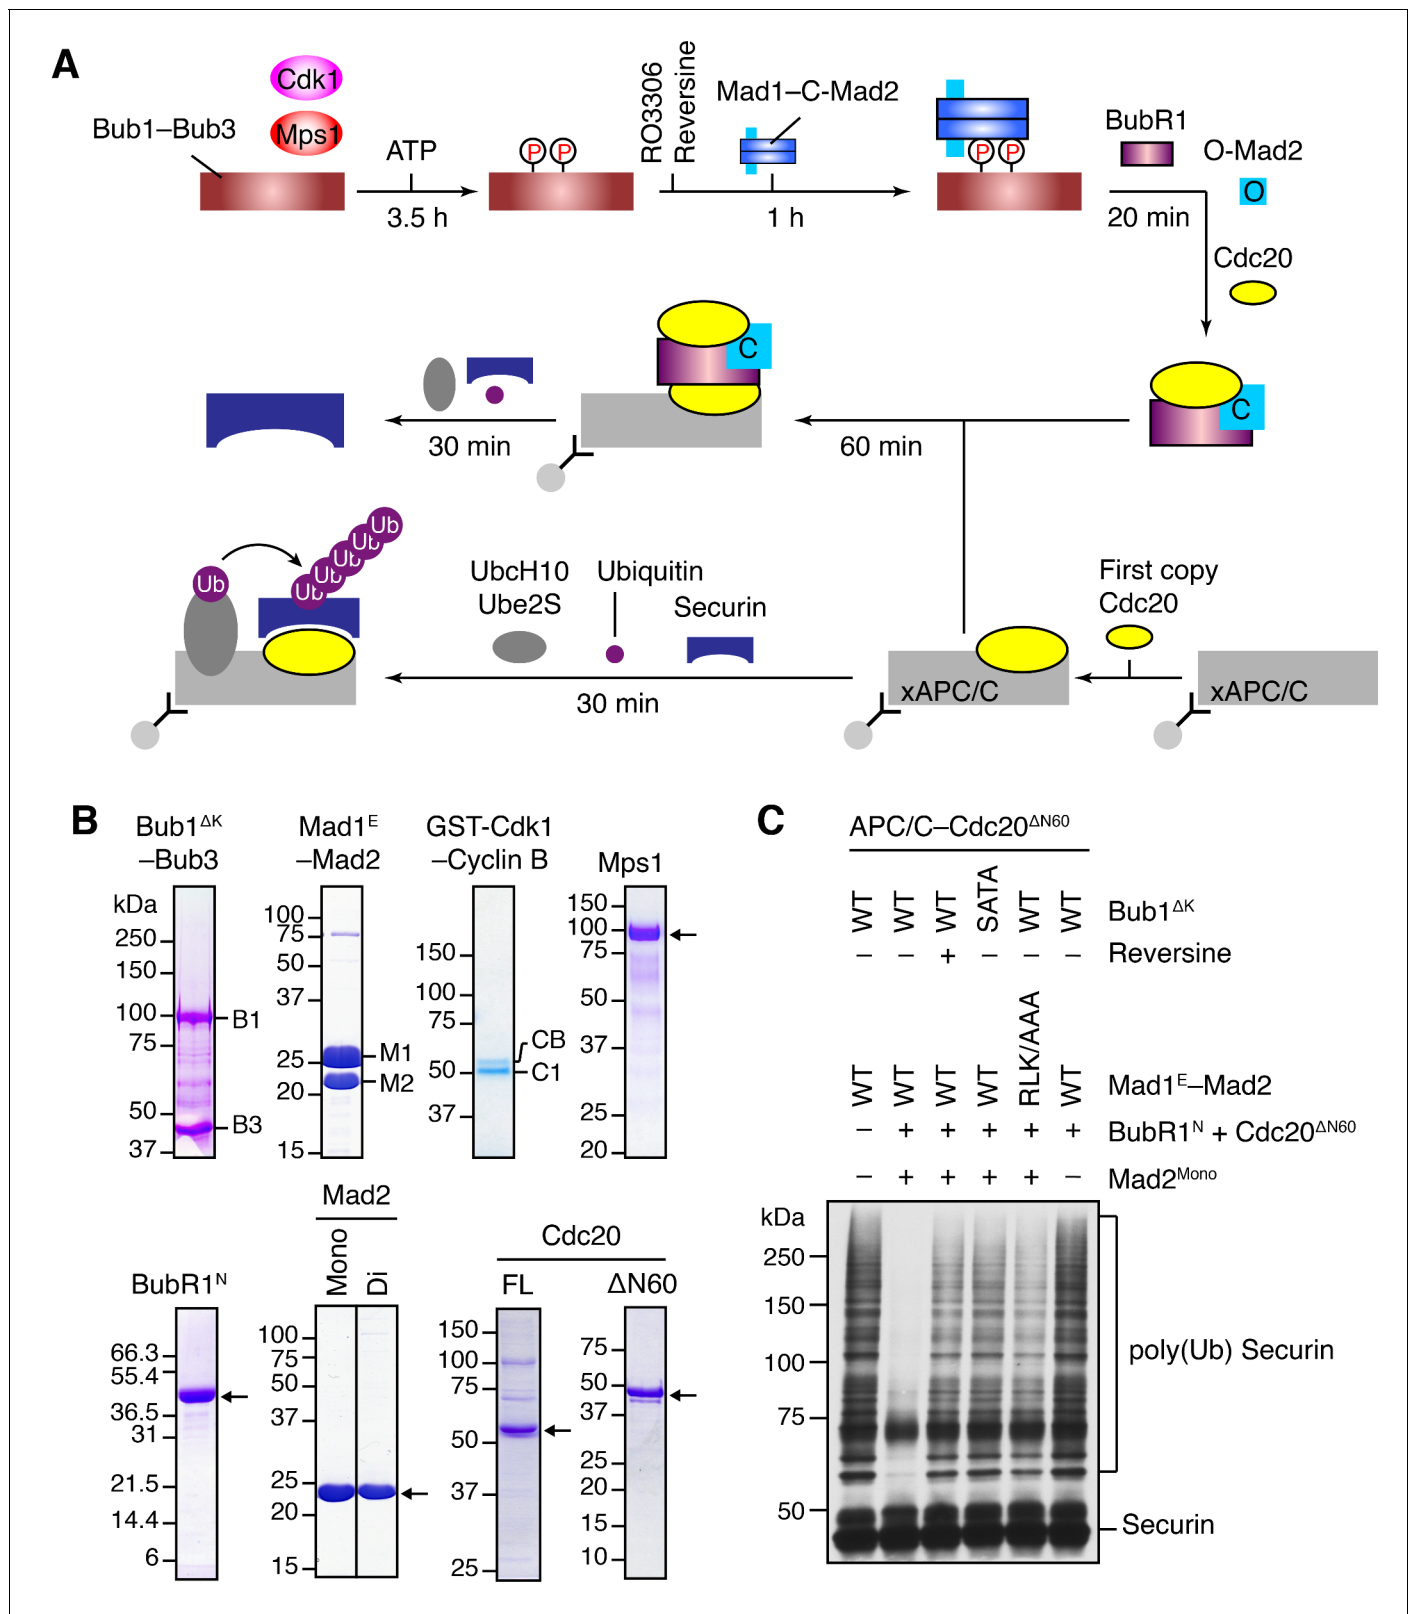 A
Cdk1
Mps1
Bub1–Bub3
ATP
3.5 h
P P
RO3306
Reversine
Mad1–C-Mad2
1 h
P P
BubR1
O-Mad2
O
20 min
Cdc20
C
60 min
C
30 min
First copy
Cdc20
xAPC/C
xAPC/C
UbcH10
Ube2S
Ubiquitin
Securin
30 min
Ub
Ub Ub Ub Ub Ub
B
Bub1ΔK
–Bub3
kDa
250
150
100
75
50
37
B1
B3
Mad1E
–Mad2
100
75
50
37
25
20
15
M1
M2
GST-Cdk1
–Cyclin B
150
100
75
50
37
CB
C1
Mps1
150
100
75
50
37
25
20
BubR1N
66.3
55.4
36.5
31
21.5
14.4
6
Mad2
Mono
Di
100
75
50
37
25
20
15
Cdc20
FL
150
100
75
50
37
25
ΔN60
75
50
37
25
20
15
10
C
APC/C–Cdc20ΔN60
WT WT WT SATA WT WT Bub1ΔK
– – + – – – Reversine
WT WT WT WT RLK/AAA WT Mad1E–Mad2
– + + + + + BubR1N + Cdc20ΔN60
– + + + + – Mad2Mono
kDa
250
150
100
75
50
poly(Ub) Securin
Securin